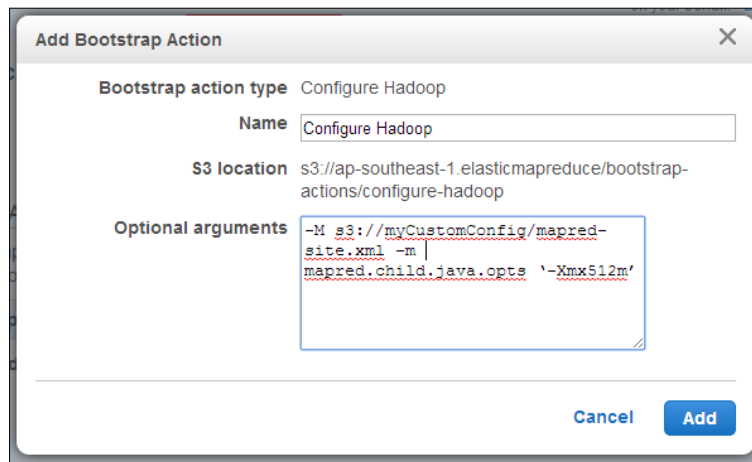 Add Bootstrap Action
Bootstrap action type Configure Hadoop
Name Configure Hadoop
S3 location s3://ap-southeast-1.elasticmapreduce/bootstrap-
actions/configure-hadoop
Optional arguments -M s3://myCustomConfig/mapred-
site.xml -m
mapred.child.java.opts ‘-Xmx512m’
Cancel Add